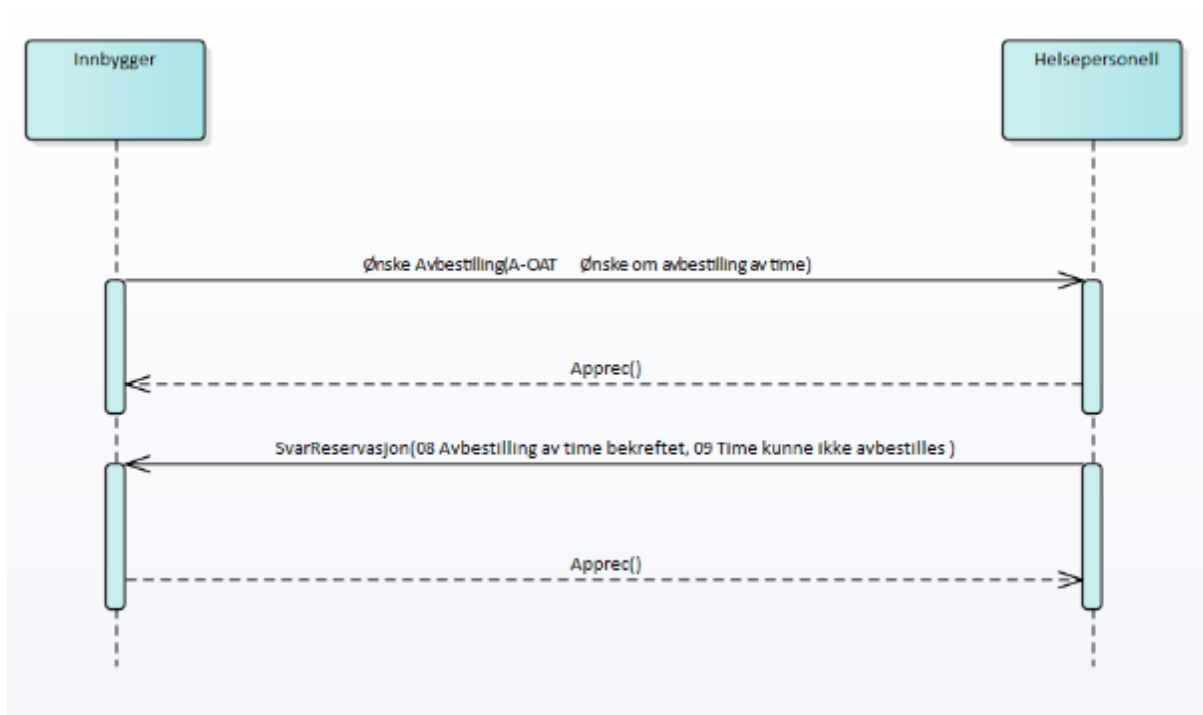 Innbygger
Helsepersonell
Ønske Avbestilling(A-OAT    Ønske om avbestilling av time)
Apprec()
SvarReservasjon(08 Avbestilling av time bekreftet, 09 Time kunne ikke avbestilles )
Apprec()